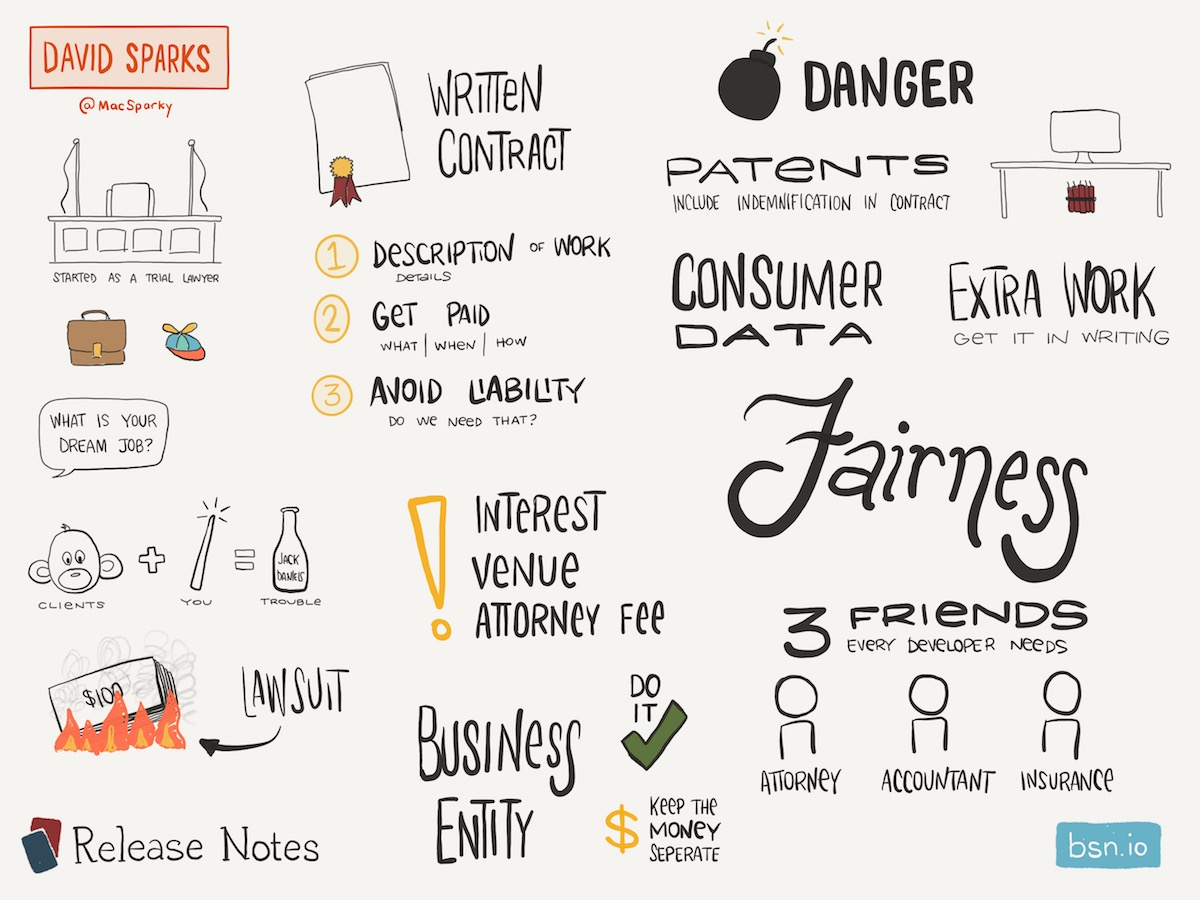 DAVID SPARKS
@MacSparky
STARTED AS A TRIAL LAWYER
WHAT IS YOUR
DREAM JOB?
CLIENTS
+
YOU
=
JACK
DANIELS
TROUBLE
$100
LAWSUIT
Release Notes
WRITTEN
CONTRACT
1 DESCRIPTION OF WORK
DETAILS
2 GET PAID
WHAT | WHEN | HOW
3 AVOID LIABILITY
DO WE NEED THAT?
!
INTEREST
VENUE
ATTORNEY FEE
BUSINESS
ENTITY
DO
IT
$
KEEP THE
MONEY
SEPERATE
DANGER
PATENTS
INCLUDE INDEMNIFICATION IN CONTRACT
CONSUMER
DATA
EXTRA WORK
GET IT IN WRITING
Fairness
3 FRIENDS
EVERY DEVELOPER NEEDS
ATTORNEY
ACCOUNTANT
INSURANCE
bsn.io